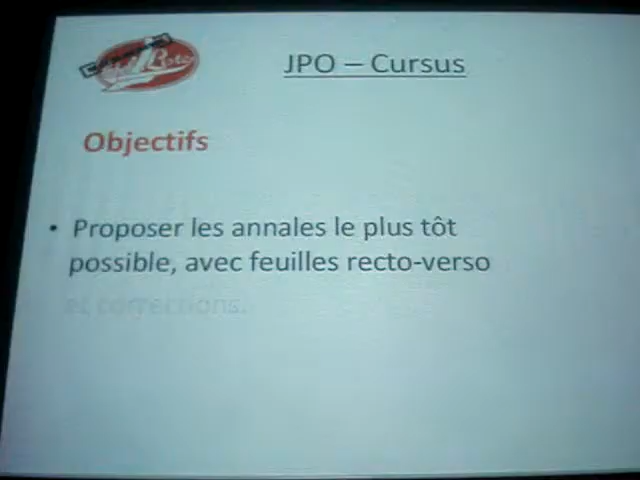 JPO – Cursus
Objectifs
• Proposer les annales le plus tôt
possible, avec feuilles recto-verso
et corrections.